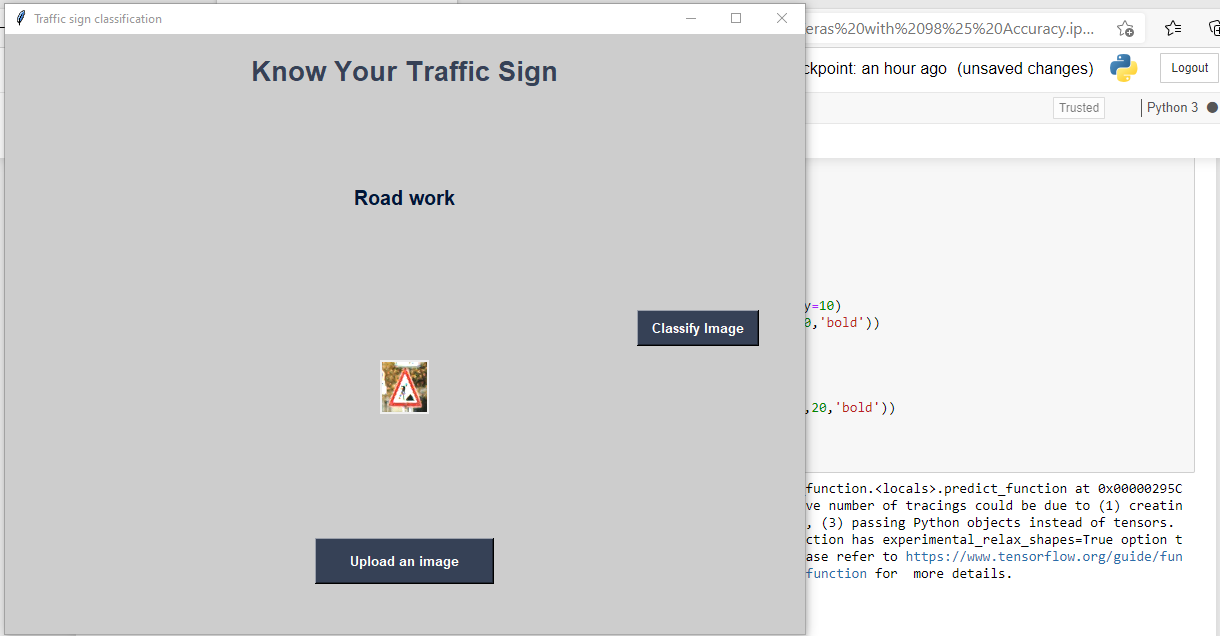 Traffic sign classification
eras%20with%2098%25%20Accuracy.ip...
Know Your Traffic Sign
ckpoint: an hour ago (unsaved changes)
Logout
Trusted
Python 3
Road work
y=10)
0,'bold'))
Classify Image
,20,'bold'))
function.<locals>.predict_function at 0x00000295C
ve number of tracings could be due to (1) creatin
, (3) passing Python objects instead of tensors.
ction has experimental_relax_shapes=True option t
ase refer to https://www.tensorflow.org/guide/fun
function for more details.
Upload an image